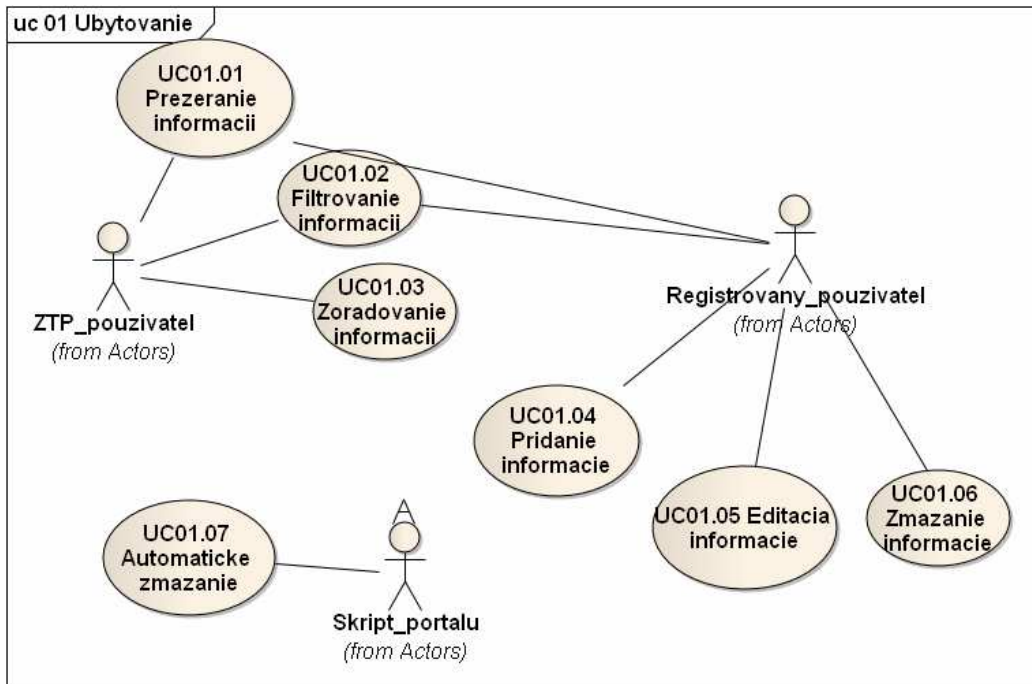 uc 01 Ubytovanie
UC01.01
Prezeranie
informacii
UC01.02
Filtrovanie
informacii
UC01.03
Zoradovanie
informacii
ZTP_pouzivatel
(from Actors)
Registrovany_pouzivatel
(from Actors)
UC01.04
Pridanie
informacie
UC01.05 Editacia
informacie
UC01.06
Zmazanie
informacie
UC01.07
Automaticke
zmazanie
Skript_portalu
(from Actors)